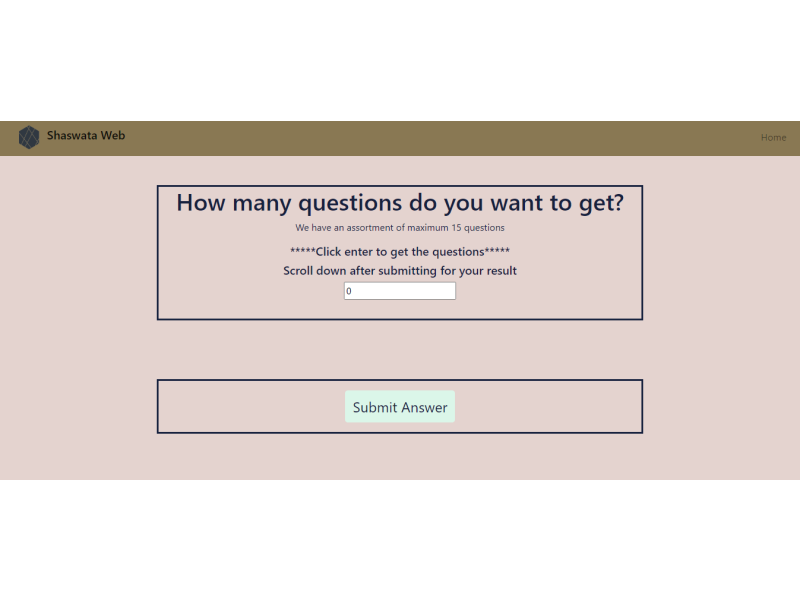 Shaswata Web
Home
How many questions do you want to get?
We have an assortment of maximum 15 questions
*****Click enter to get the questions*****
Scroll down after submitting for your result
0
Submit Answer